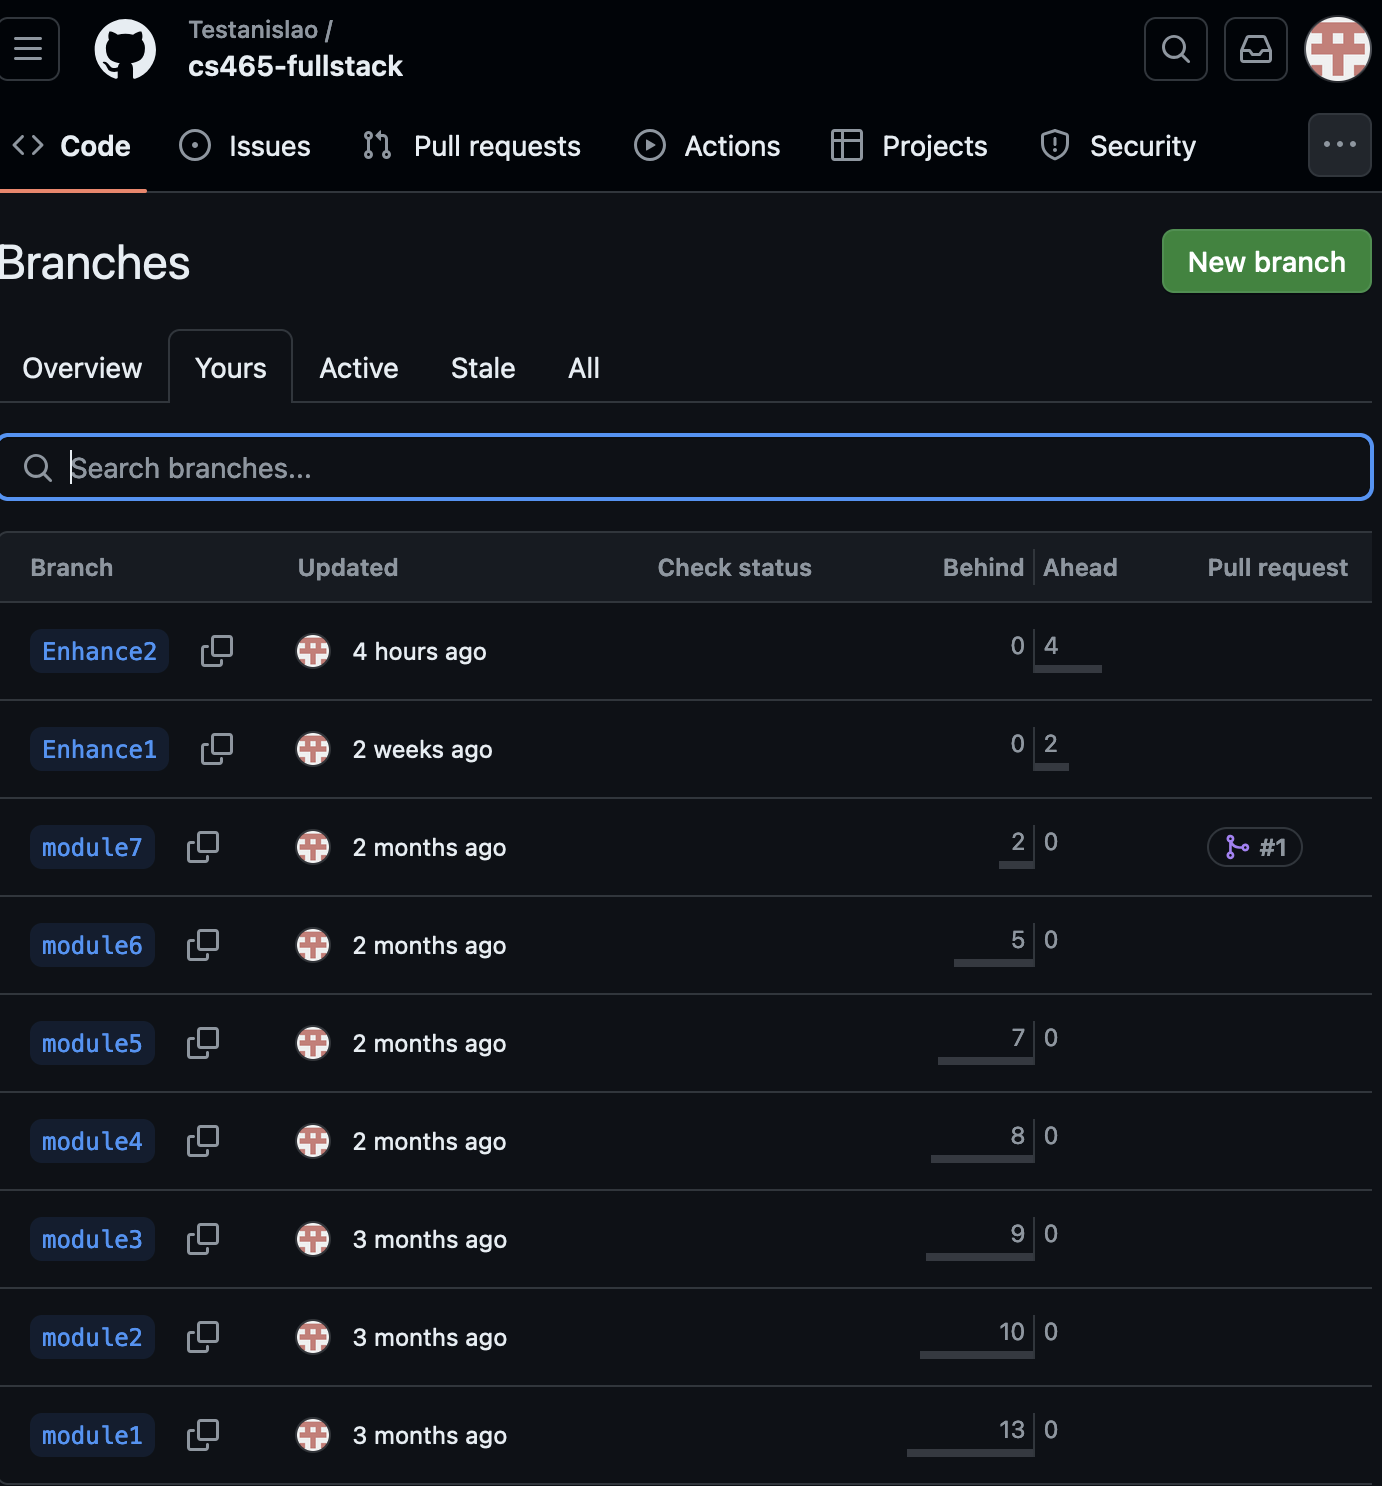 Testanislao /
cs465-fullstack
Code Issues Pull requests Actions Projects Security
Branches
New branch
Overview Yours Active Stale All
Search branches...
Branch Updated Check status Behind Ahead Pull request
Enhance2 4 hours ago 0 4
Enhance1 2 weeks ago 0 2
module7 2 months ago 2 0 #1
module6 2 months ago 5 0
module5 2 months ago 7 0
module4 2 months ago 8 0
module3 3 months ago 9 0
module2 3 months ago 10 0
module1 3 months ago 13 0